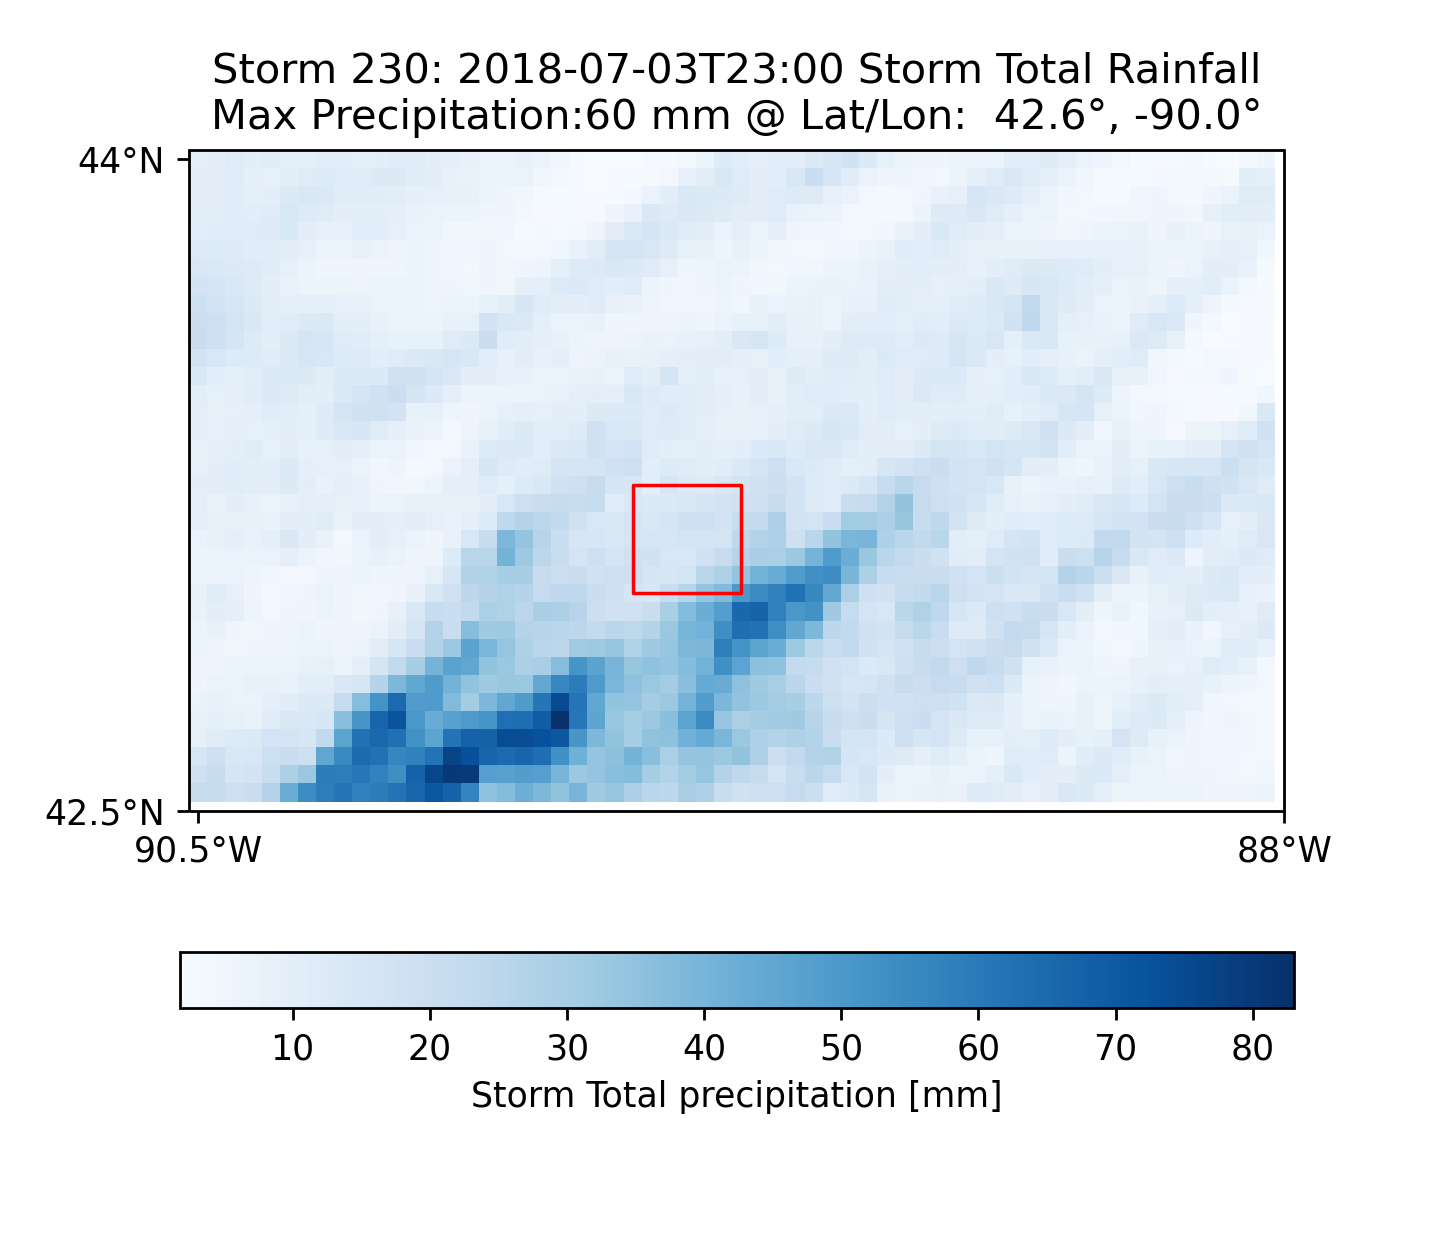 Storm 230: 2018-07-03T23:00 Storm Total Rainfall
Max Precipitation:60 mm @ Lat/Lon:  42.6°, -90.0°
44°N
42.5°N
90.5°W 88°W
10 20 30 40 50 60 70 80
Storm Total precipitation [mm]